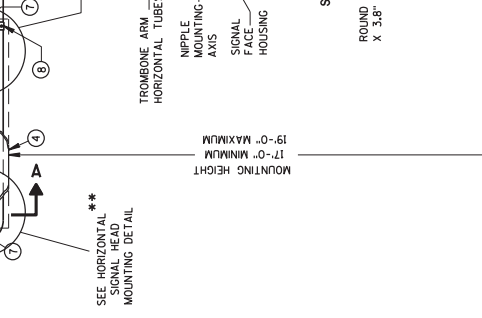 7
8
TROMBONE ARM
HORIZONTAL TUBE
NIPPLE
MOUNTING
AXIS
SIGNAL
FACE
HOUSING
S
ROUND
X 3.8"
4
A
7
**
SEE HORIZONTAL
SIGNAL HEAD
MOUNTING DETAIL
MOUNTING HEIGHT
17'-0" MINIMUM
19'-0" MAXIMUM